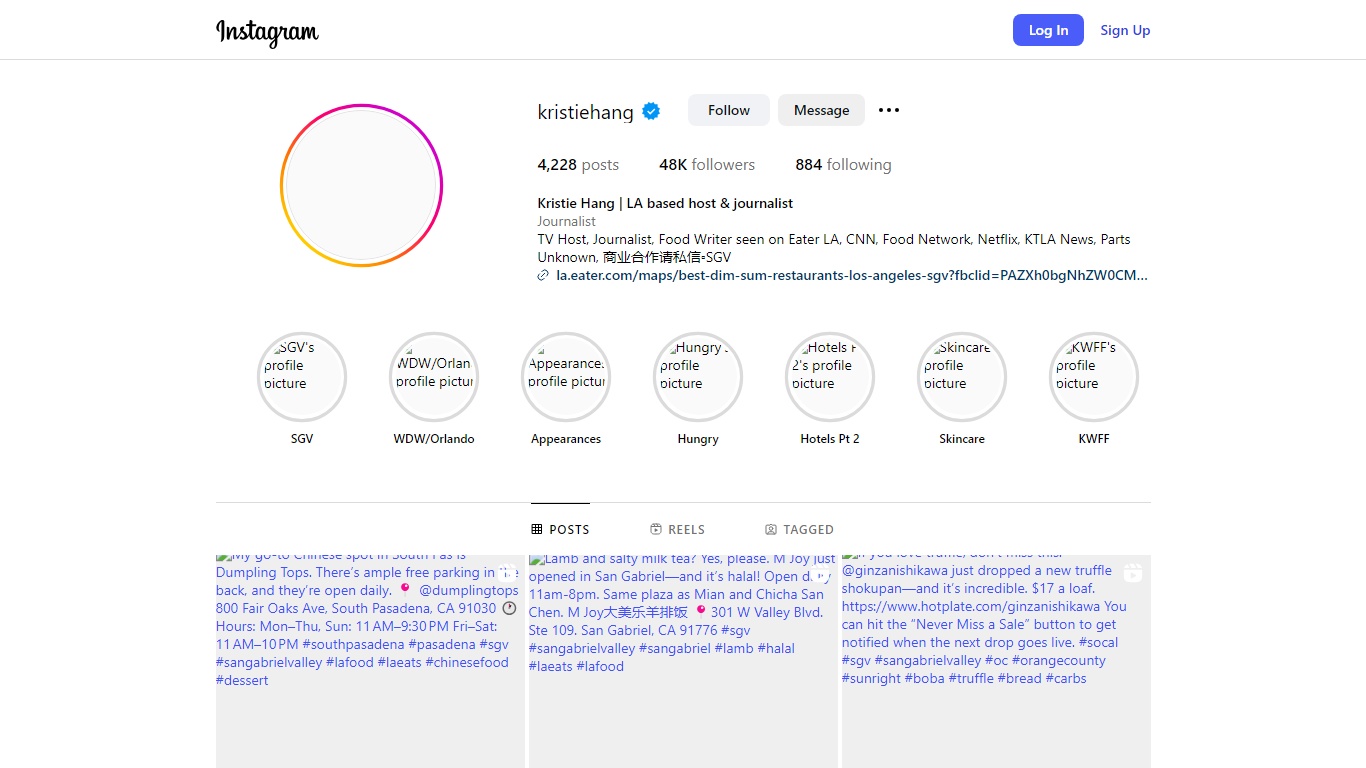 Instagram
Log In
Sign Up
kristiehang
Follow
Message
4,228 posts
48K followers
884 following
Kristie Hang | LA based host & journalist
Journalist
TV Host, Journalist, Food Writer seen on Eater LA, CNN, Food Network, Netflix, KTLA News, Parts
Unknown, 商业合作请私信▫️SGV
la.eater.com/maps/best-dim-sum-restaurants-los-angeles-sgv?fbclid=PAZXh0bgNhZW0CM...
SGV's
profile
picture
WDW/Orlan
profile pictur
Appearance
profile pictur
Hungry
profile
picture
Hotels
2's profile
picture
Skincare
profile
picture
KWFF's
profile
picture
SGV
WDW/Orlando
Appearances
Hungry
Hotels Pt 2
Skincare
KWFF
POSTS
REELS
TAGGED
My go-to Chinese spot in South Pas is
Dumpling Tops. There's ample free parking in the
back, and they're open daily. 📍 @dumplingtops
800 Fair Oaks Ave, South Pasadena, CA 91030 🕐
Hours: Mon–Thu, Sun: 11 AM–9:30 PM Fri–Sat:
11 AM–10 PM #southpasadena #pasadena #sgv
#sangabrielvalley #lafood #laeats #chinesefood
#dessert
Lamb and salty milk tea? Yes, please. M Joy just
opened in San Gabriel—and it's halal! Open daily
11am-8pm. Same plaza as Mian and Chicha San
Chen. M Joy大美乐羊排饭 📍 301 W Valley Blvd.
Ste 109. San Gabriel, CA 91776 #sgv
#sangabrielvalley #sangabriel #lamb #halal
#laeats #lafood
If you love truffle, don't miss this!
@ginzanishikawa just dropped a new truffle
shokupan—and it's incredible. $17 a loaf.
https://www.hotplate.com/ginzanishikawa You
can hit the "Never Miss a Sale" button to get
notified when the next drop goes live. #socal
#sgv #sangabrielvalley #oc #orangecounty
#sunright #boba #truffle #bread #carbs